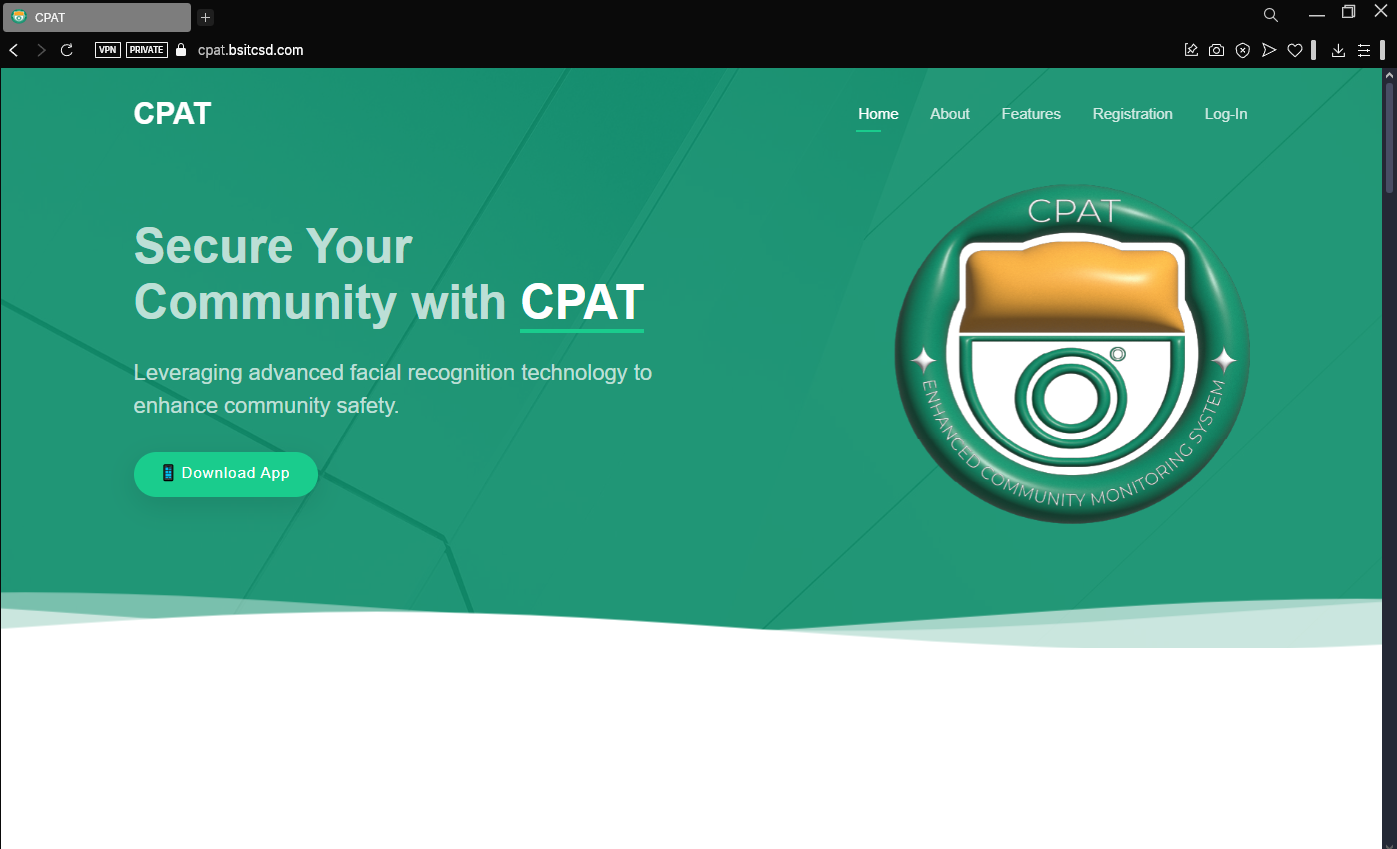 CPAT
VPN PRIVATE cpat.bsitcsd.com
CPAT
Home About Features Registration Log-In
CPAT
Secure Your
Community with CPAT
Leveraging advanced facial recognition technology to
enhance community safety.
Download App
ENHANCED COMMUNITY MONITORING SYSTEM